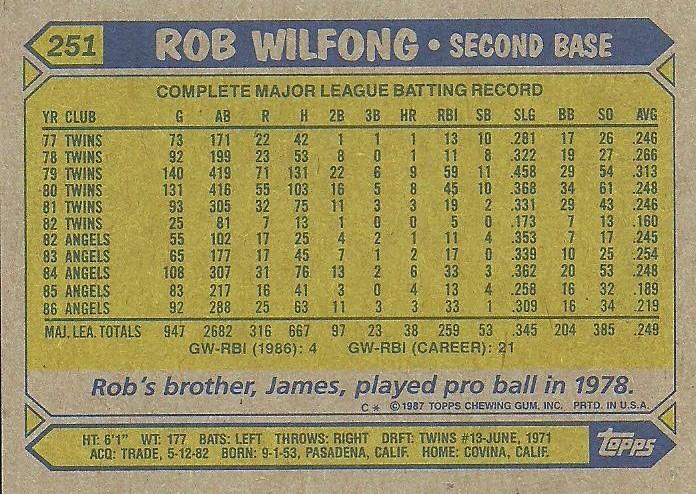 251 ROB WILFONG • SECOND BASE
COMPLETE MAJOR LEAGUE BATTING RECORD
YR CLUB G AB R H 2B 3B HR RBI SB SLG BB SO AVG
77 TWINS 73 171 22 42 1 1 1 13 10 .281 17 26 .246
78 TWINS 92 199 23 53 8 0 1 11 8 .322 19 27 .266
79 TWINS 140 419 71 131 22 6 9 59 11 .458 29 54 .313
80 TWINS 131 416 55 103 16 5 8 45 10 .368 34 61 .248
81 TWINS 93 305 32 75 11 3 3 19 2 .331 29 43 .246
82 TWINS 25 81 7 13 1 0 0 5 0 .173 7 13 .160
82 ANGELS 55 102 17 25 4 2 1 11 4 .353 7 17 .245
83 ANGELS 65 177 17 45 7 1 2 17 0 .339 10 25 .254
84 ANGELS 108 307 31 76 13 2 6 33 3 .362 20 53 .248
85 ANGELS 83 217 16 41 3 0 4 13 4 .258 16 32 .189
86 ANGELS 92 288 25 63 11 3 3 33 1 .309 16 34 .219
MAJ. LEA. TOTALS 947 2682 316 667 97 23 38 259 53 .345 204 385 .249
GW-RBI (1986): 4 GW-RBI (CAREER): 21
Rob's brother, James, played pro ball in 1978.
C* ©1987 TOPPS CHEWING GUM, INC. PRTD. IN U.S.A.
HT: 6'1" WT: 177 BATS: LEFT THROWS: RIGHT DRFT: TWINS #13-JUNE, 1971
ACQ: TRADE, 5-12-82 BORN: 9-1-53, PASADENA, CALIF. HOME: COVINA, CALIF.
Topps